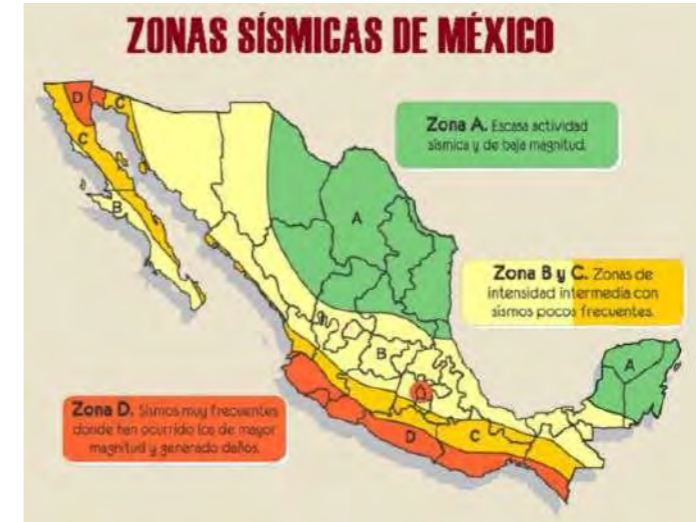 ZONAS SÍSMICAS DE MÉXICO
D
C
C
B
Zona A. Escasa actividad
sísmica y de baja magnitud.
A
Zona B y C. Zonas de
intensidad intermedia con
sismos pocos frecuentes.
B
A
Zona D. Sismos muy frecuentes
donde han ocurrido los de mayor
magnitud y generado daños.
D
C